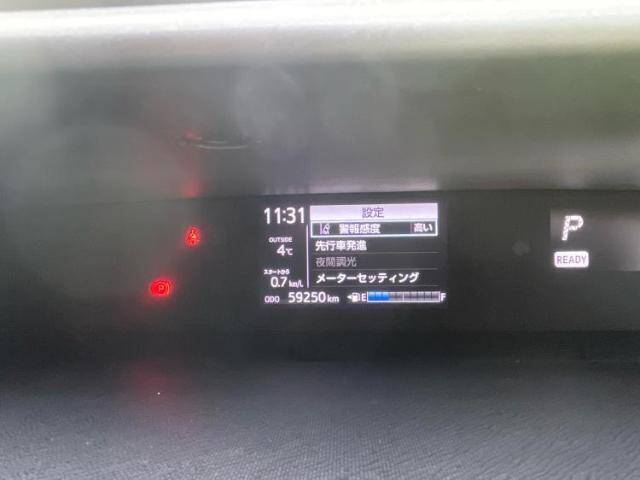 11:31
設定
警報感度 高い
OUTSIDE
4℃
先行車発進
夜間調光
スタートから
0.7 km/L
メーターセッティング
ODO 59250 km
E F
P
READY
(P)